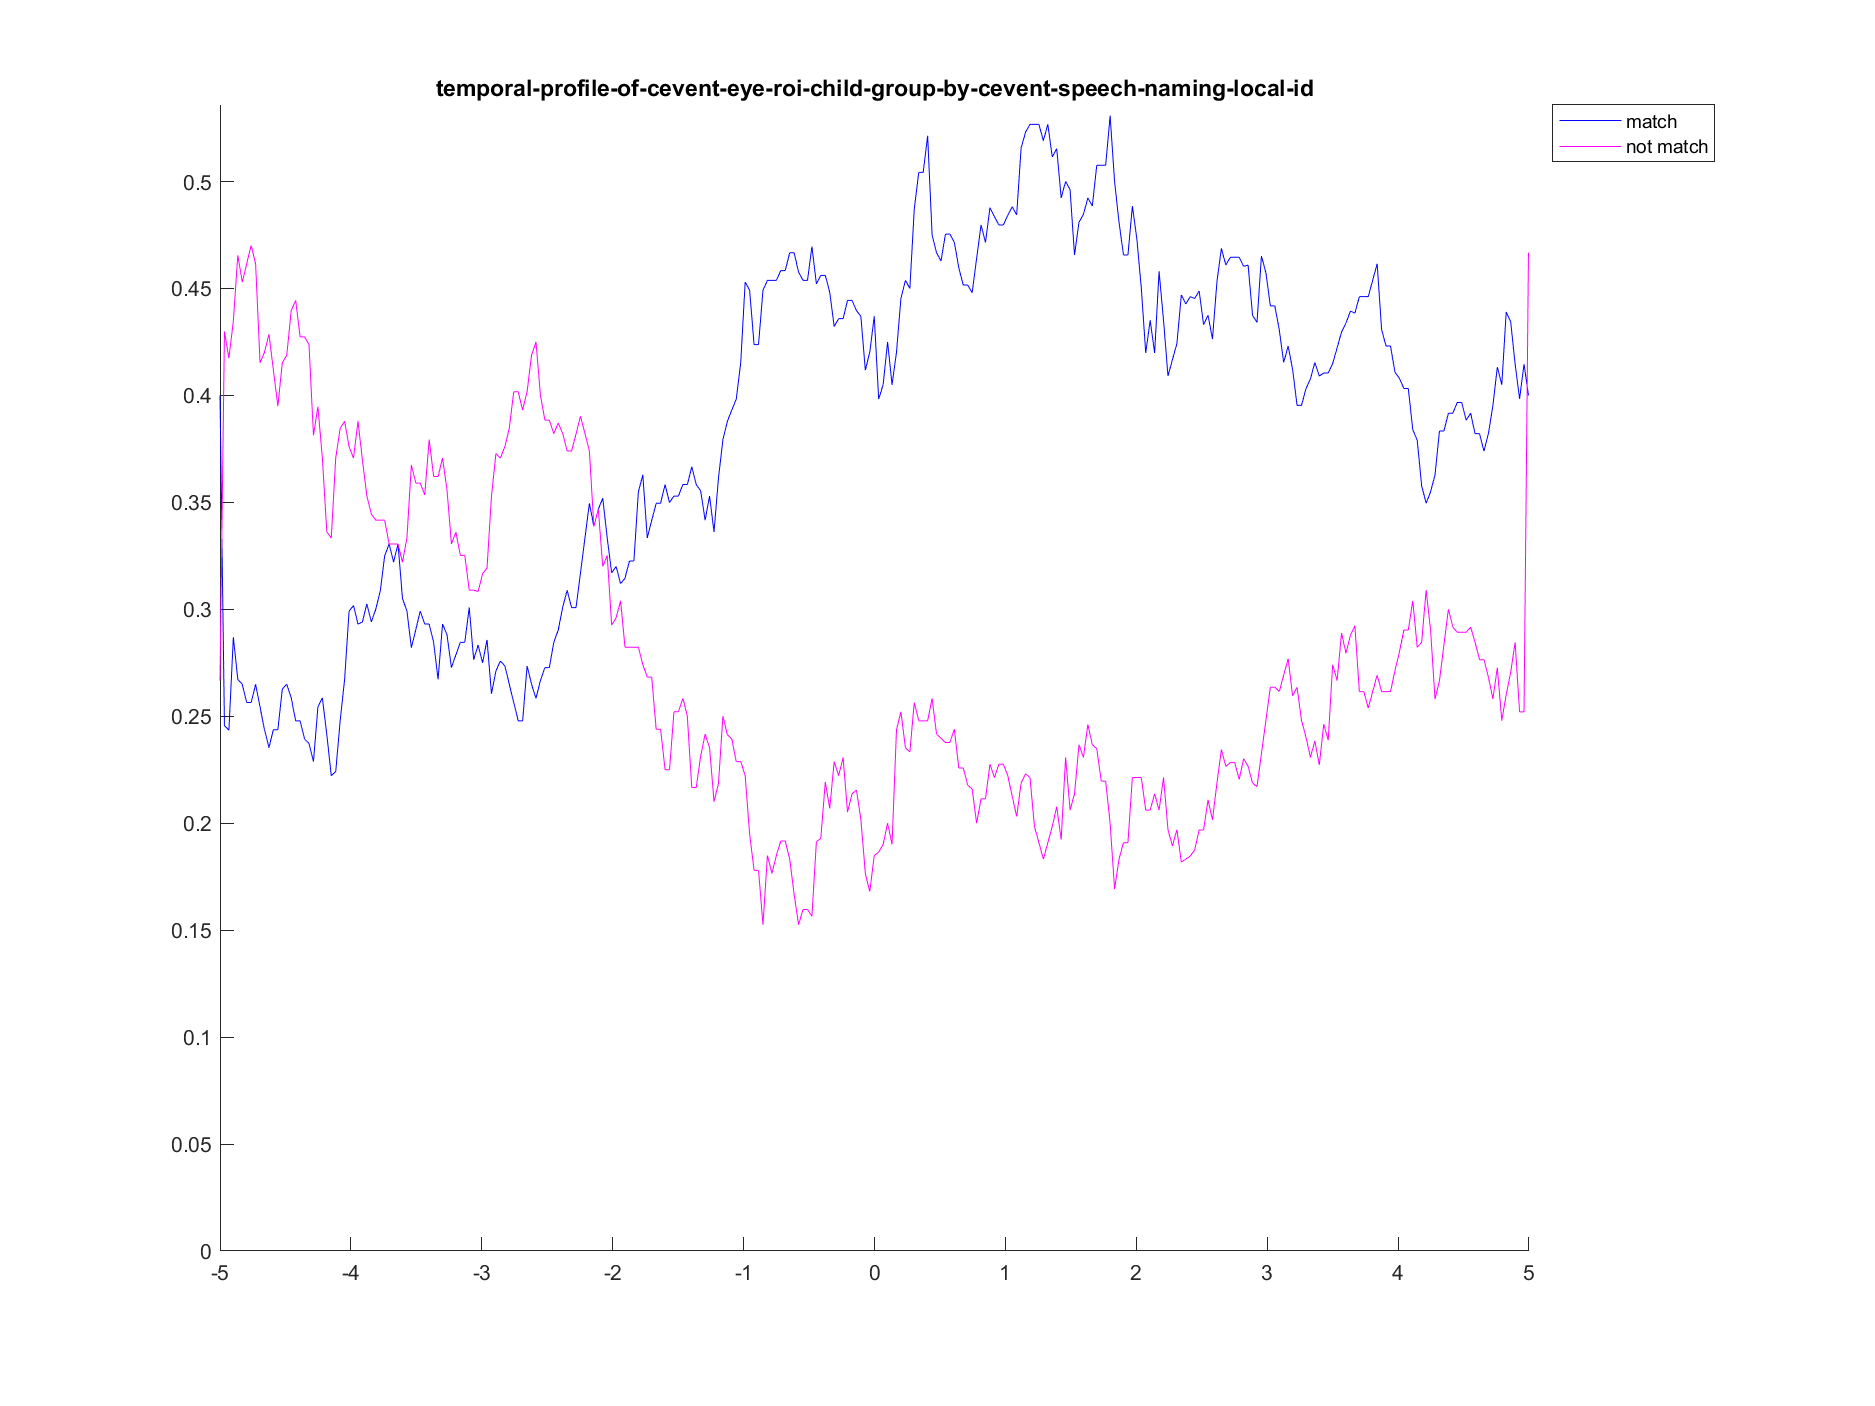 temporal-profile-of-cevent-eye-roi-child-group-by-cevent-speech-naming-local-id
match
not match
0.5
0.45
0.4
0.35
0.3
0.25
0.2
0.15
0.1
0.05
0
-5 -4 -3 -2 -1 0 1 2 3 4 5